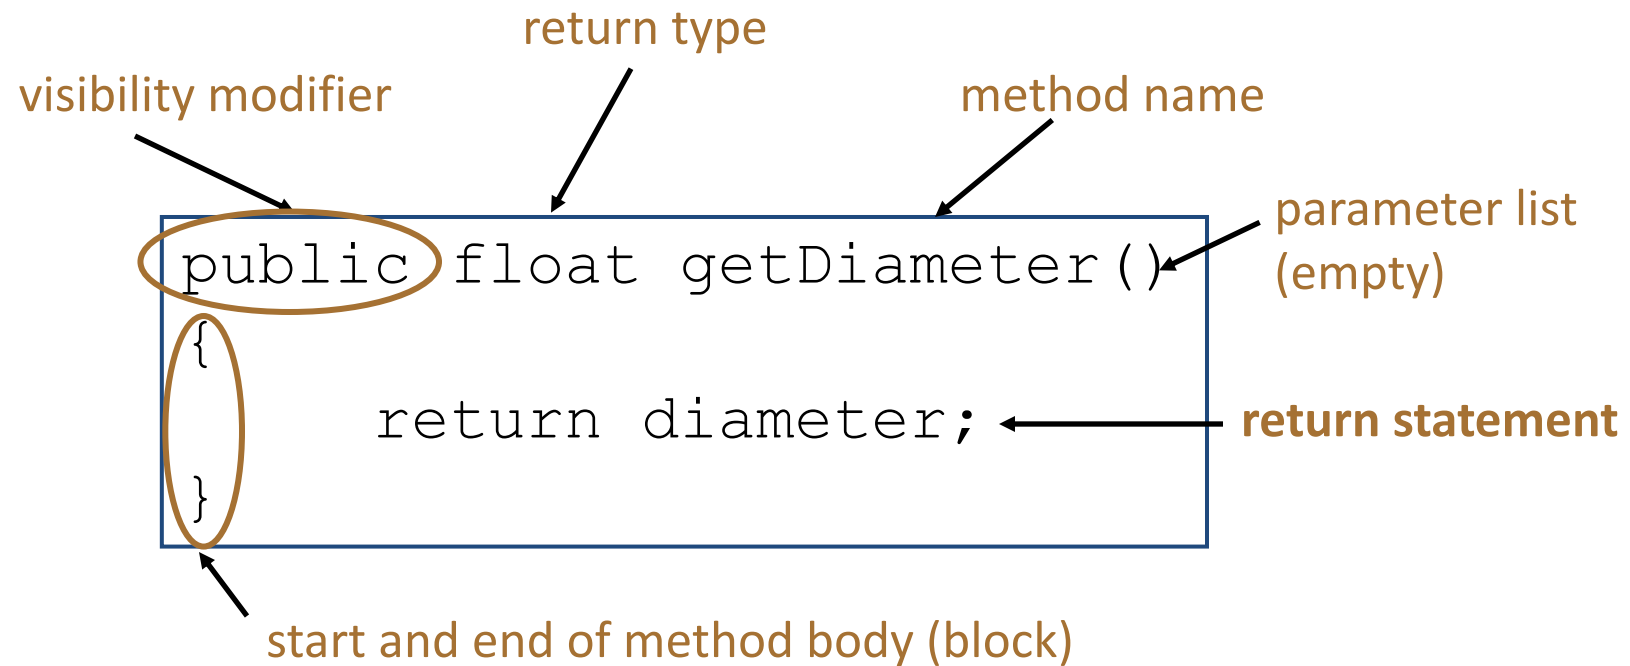 return type
visibility modifier
method name
parameter list
(empty)
public float getDiameter()
{
return diameter;
return statement
}
start and end of method body (block)